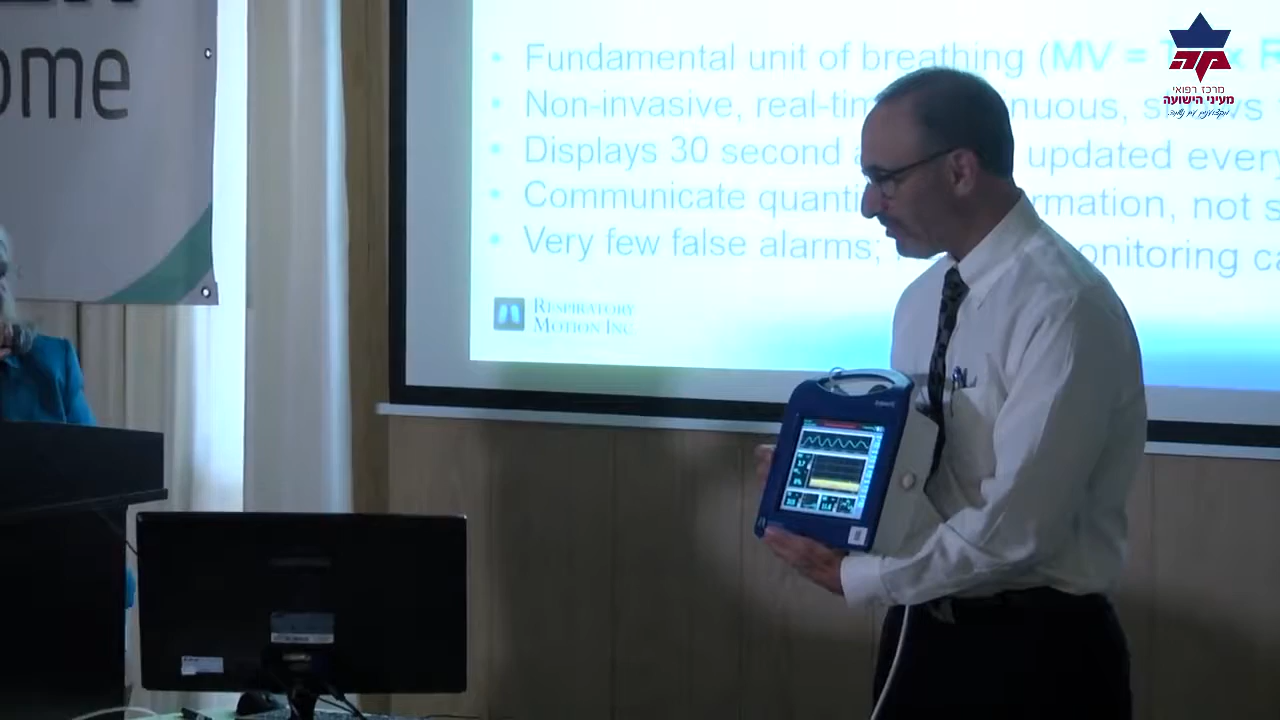 ome
• Fundamental unit of breathing (MV = T x R
• Non-invasive, real-tim nuous, s ws
• Displays 30 second a updated every
• Communicate quanti rmation, not s
• Very few false alarms; onitoring ca
RESPIRATORY
MOTION INC.
מרכז רפואי
מעיני הישועה